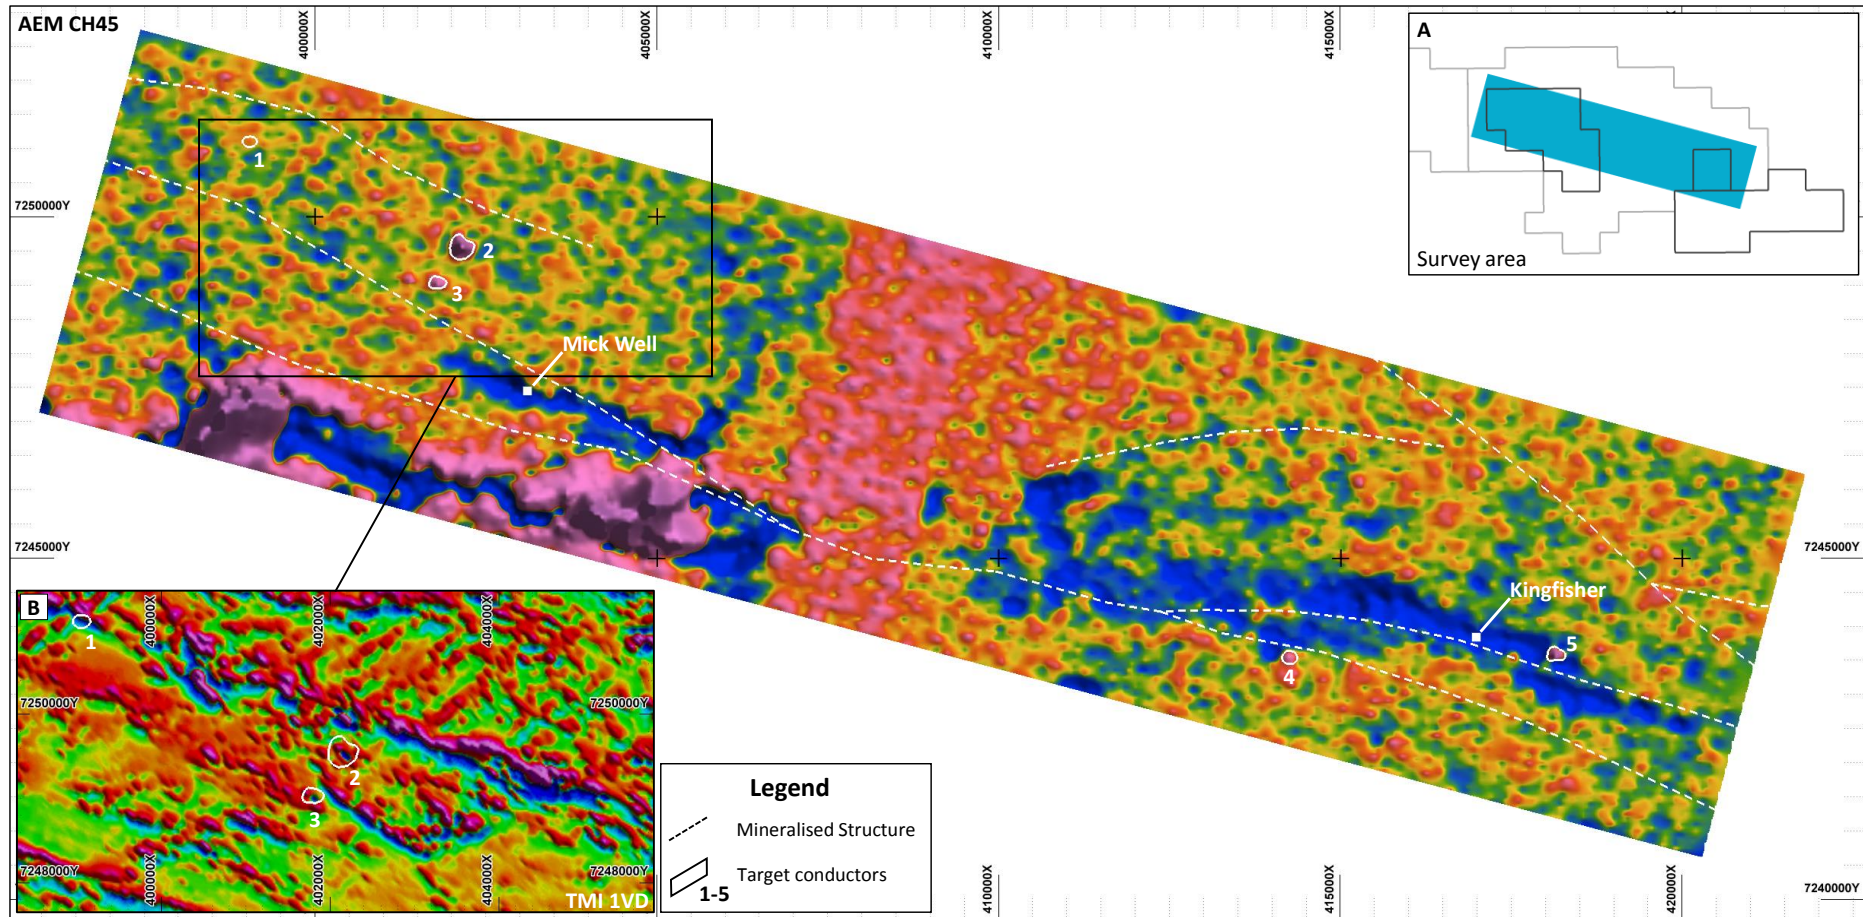 AEM CH45
400000X
405000X
410000X
415000X
A
Survey area
1
7250000Y
2
3
Mick Well
7245000Y
7245000Y
Kingfisher
5
4
B
400000X
402000X
404000X
1
7250000Y
7250000Y
2
3
7248000Y
7248000Y
400000X
402000X
404000X
TMI 1VD
Legend
Mineralised Structure
Target conductors
1-5
410000X
415000X
420000X
7240000Y